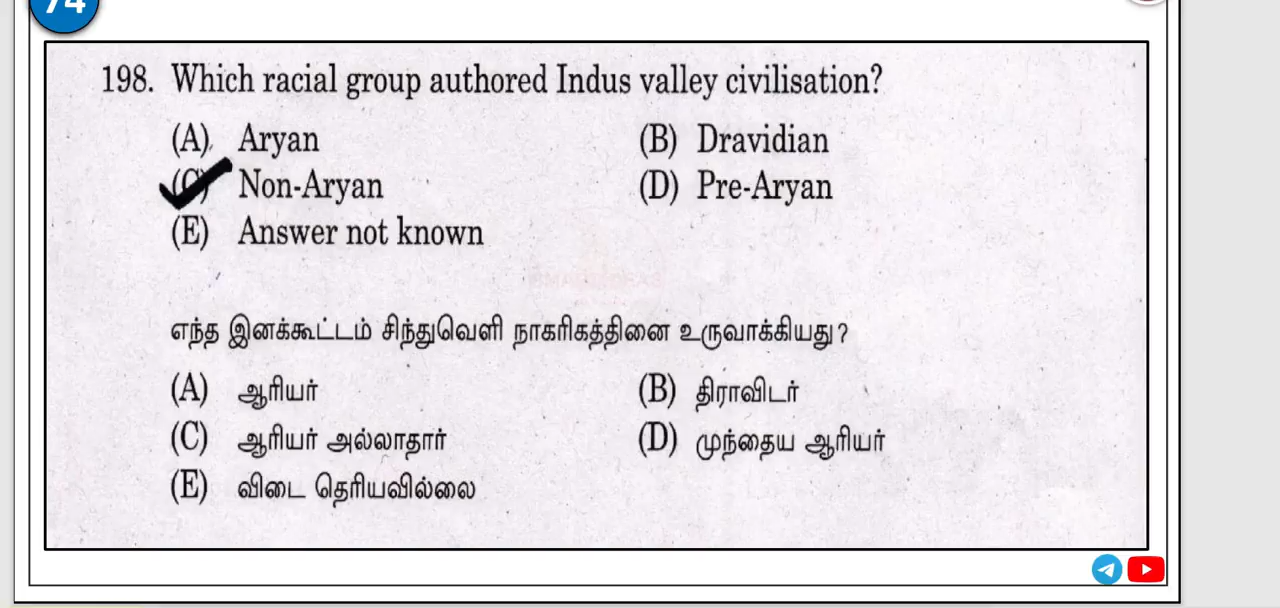 74
198. Which racial group authored Indus valley civilisation?
(A) Aryan (B) Dravidian
(C) Non-Aryan (D) Pre-Aryan
(E) Answer not known
எந்த இனக்கூட்டம் சிந்துவெளி நாகரிகத்தினை உருவாக்கியது?
(A) ஆரியர் (B) திராவிடர்
(C) ஆரியர் அல்லாதார் (D) முந்தைய ஆரியர்
(E) விடை தெரியவில்லை